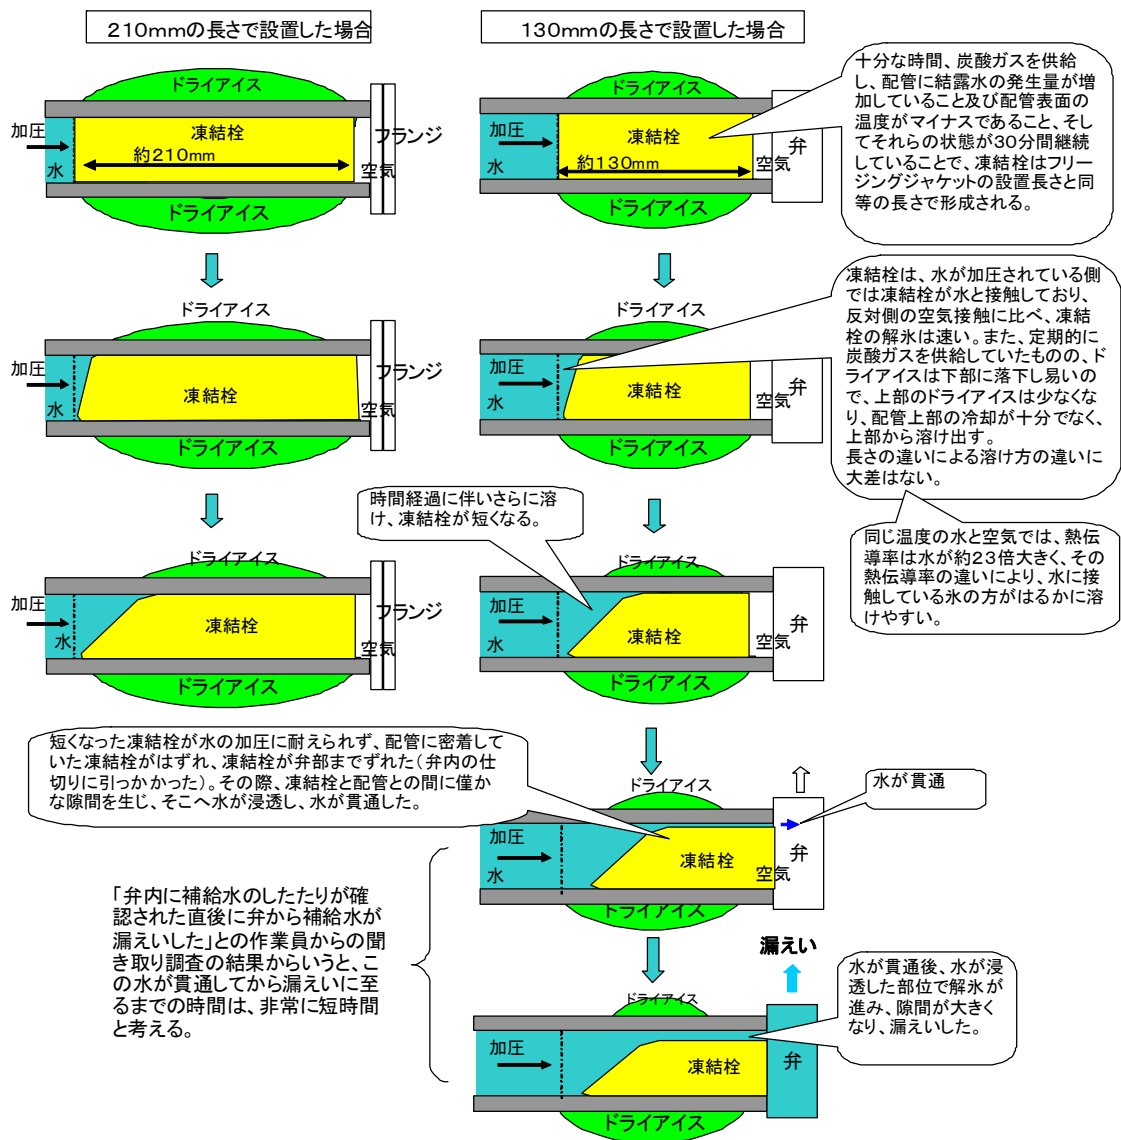 210mmの長さで設置した場合
130mmの長さで設置した場合
ドライアイス
加圧
水
凍結栓
約210mm
空気
フランジ
ドライアイス
ドライアイス
加圧
水
凍結栓
約130mm
空気
弁
ドライアイス
十分な時間、炭酸ガスを供給
し、配管に結露水の発生量が増
加していること及び配管表面の
温度がマイナスであること、そし
てそれらの状態が30分間継続
していることで、凍結栓はフリー
ジングジャケットの設置長さと同
等の長さで形成される。
ドライアイス
加圧
水
凍結栓
空気
フランジ
ドライアイス
ドライアイス
加圧
水
凍結栓
空気
弁
ドライアイス
凍結栓は、水が加圧されている側
では凍結栓が水と接触しており、
反対側の空気接触に比べ、凍結
栓の解氷は速い。また、定期的に
炭酸ガスを供給していたものの、ド
ライアイスは下部に落下し易いの
で、上部のドライアイスは少なくな
り、配管上部の冷却が十分でなく、
上部から溶け出す。
長さの違いによる溶け方の違いに
大差はない。
時間経過に伴いさらに溶
け、凍結栓が短くなる。
同じ温度の水と空気では、熱伝
導率は水が約23倍大きく、その
熱伝導率の違いにより、水に接
触している氷の方がはるかに溶
けやすい。
ドライアイス
加圧
水
凍結栓
空気
フランジ
ドライアイス
ドライアイス
加圧
水
凍結栓
空気
弁
ドライアイス
短くなった凍結栓が水の加圧に耐えられず、配管に密着して
いた凍結栓がはずれ、凍結栓が弁部までずれた（弁内の仕
切りに引っかかった）。その際、凍結栓と配管との間に僅か
な隙間を生じ、そこへ水が浸透し、水が貫通した。
ドライアイス
加圧
水
凍結栓
空気
弁
ドライアイス
水が貫通
「弁内に補給水のしたたりが確
認された直後に弁から補給水が
漏えいした」との作業員からの聞
き取り調査の結果からいうと、こ
の水が貫通してから漏えいに至
るまでの時間は、非常に短時間
と考える。
漏えい
ドライアイス
加圧
凍結栓
弁
ドライアイス
水が貫通後、水が浸
透した部位で解氷が
進み、隙間が大きく
なり、漏えいした。